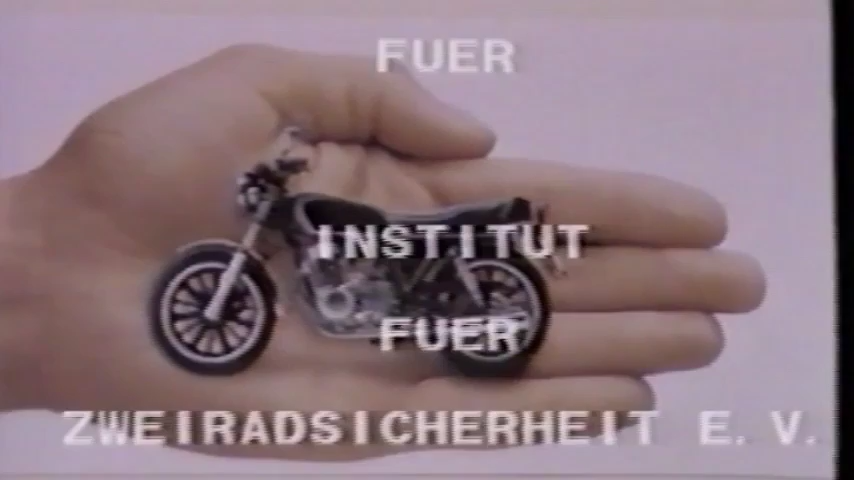 FUER
INSTITUT
FUER
ZWEIRADSICHERHEIT E. V.